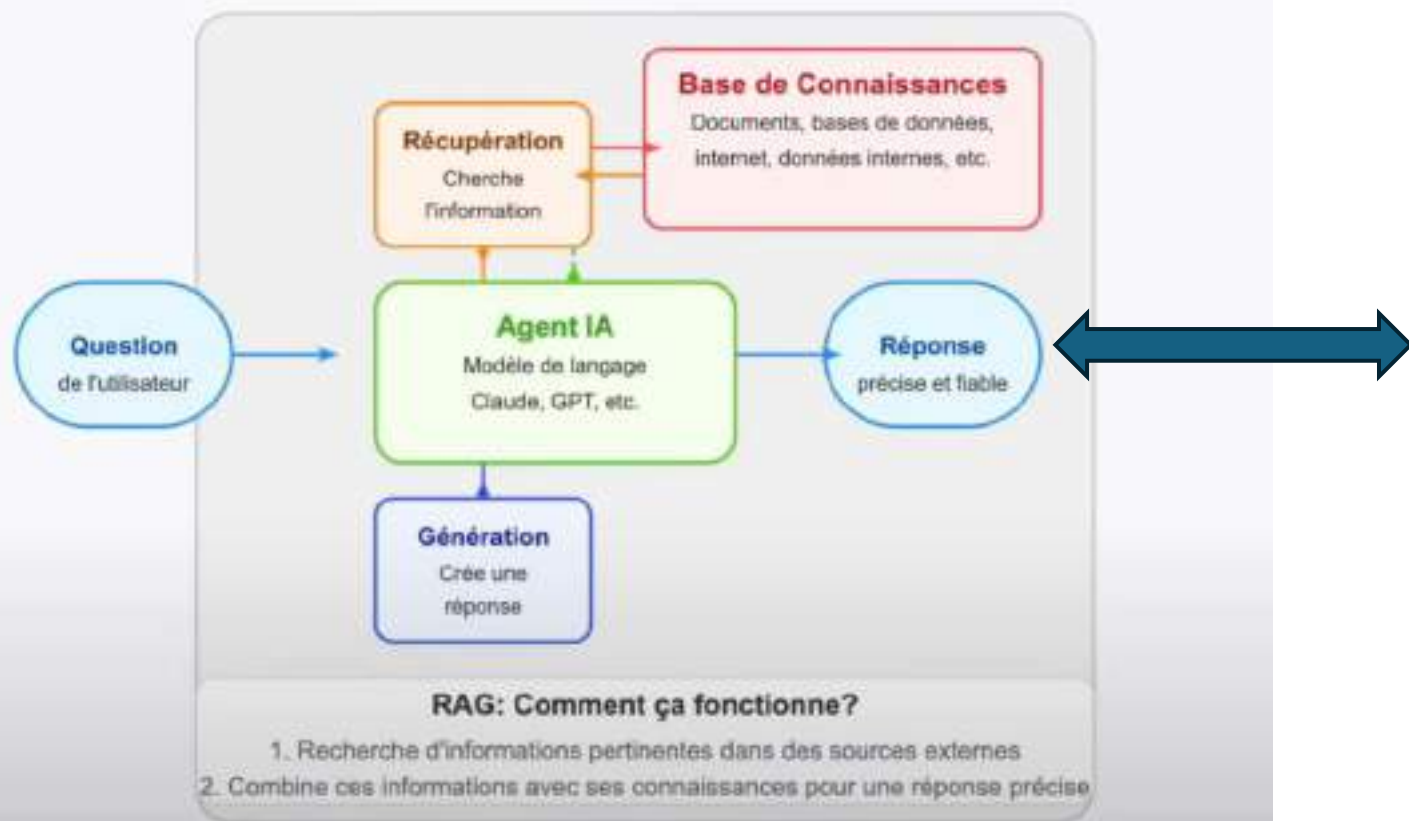 Base de Connaissances
Documents, bases de données,
internet, données internes, etc.
Récupération
Cherche
l'information
Question
de l'utilisateur
Agent IA
Modèle de langage
Claude, GPT, etc.
Réponse
précise et fiable
Génération
Crée une
réponse
RAG: Comment ça fonctionne?
1. Recherche d'informations pertinentes dans des sources externes
2. Combine ces informations avec ses connaissances pour une réponse précise